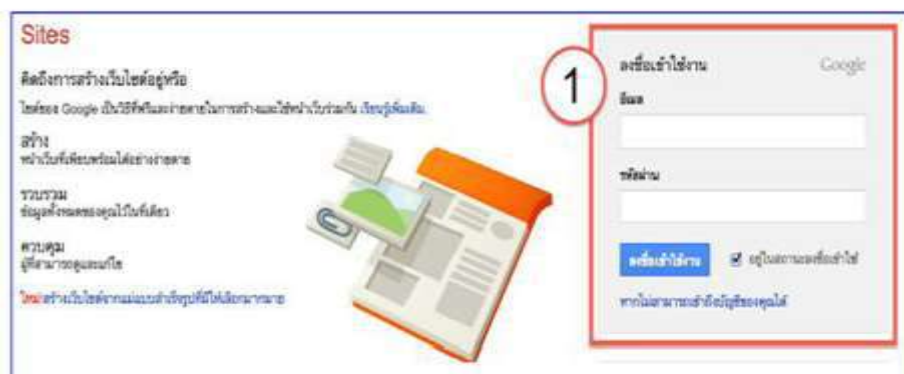 Sites
คิดถึงการสร้างเว็บไซต์อยู่หรือ
ไซต์ของ Google เป็นวิธีที่ฟรีและง่ายดายในการสร้างและใช้หน้าเว็บร่วมกัน เรียนรู้เพิ่มเติม
สร้าง
หน้าเว็บที่เพียบพร้อมได้อย่างง่ายดาย
รวบรวม
ข้อมูลทั้งหมดของคุณไว้ในที่เดียว
ควบคุม
ผู้ที่สามารถดูและแก้ไข
ใหม่! สร้างเว็บไซต์จากแม่แบบสำเร็จรูปที่มีให้เลือกมากมาย
1
ลงชื่อเข้าใช้งาน Google
อีเมล
รหัสผ่าน
ลงชื่อเข้าใช้งาน อยู่ในสถานะลงชื่อเข้าใช้
หากไม่สามารถเข้าถึงบัญชีของคุณได้